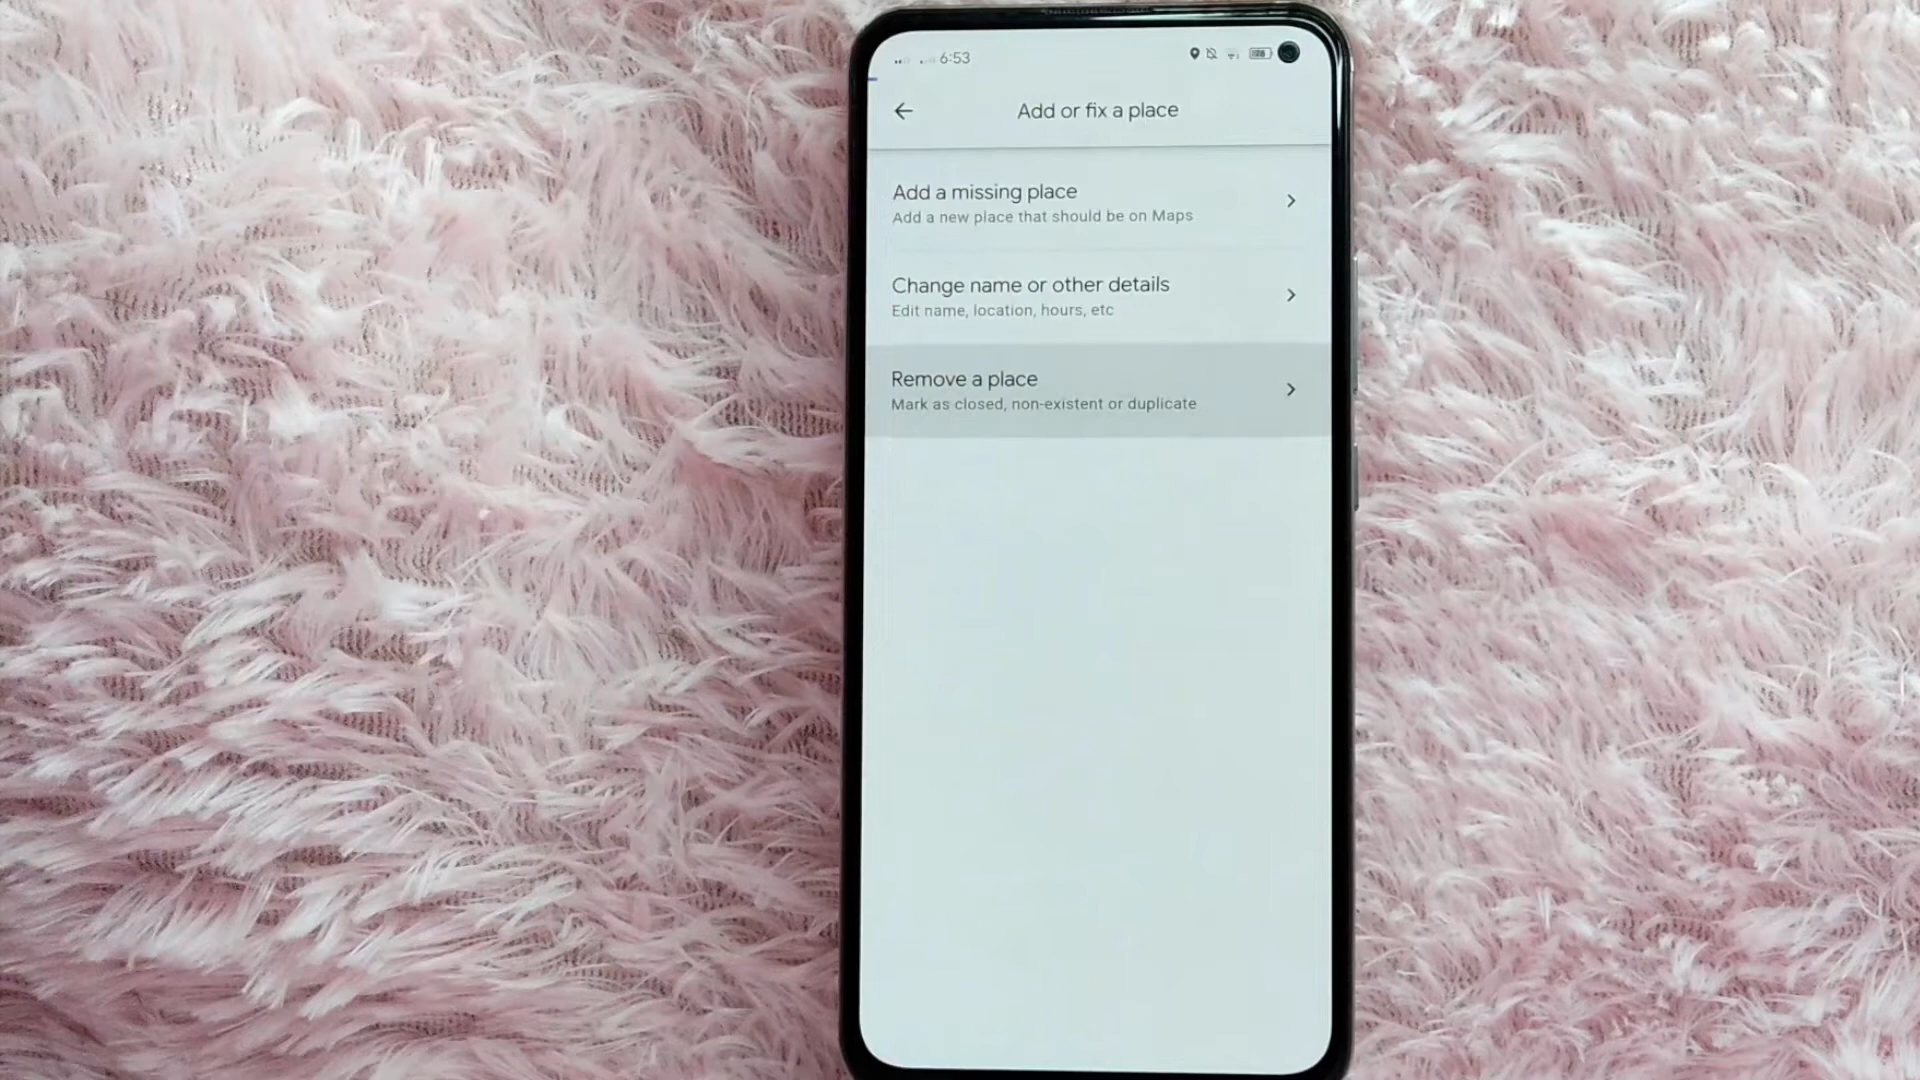 6:53
Add or fix a place
Add a missing place
Add a new place that should be on Maps
Change name or other details
Edit name, location, hours, etc
Remove a place
Mark as closed, non-existent or duplicate